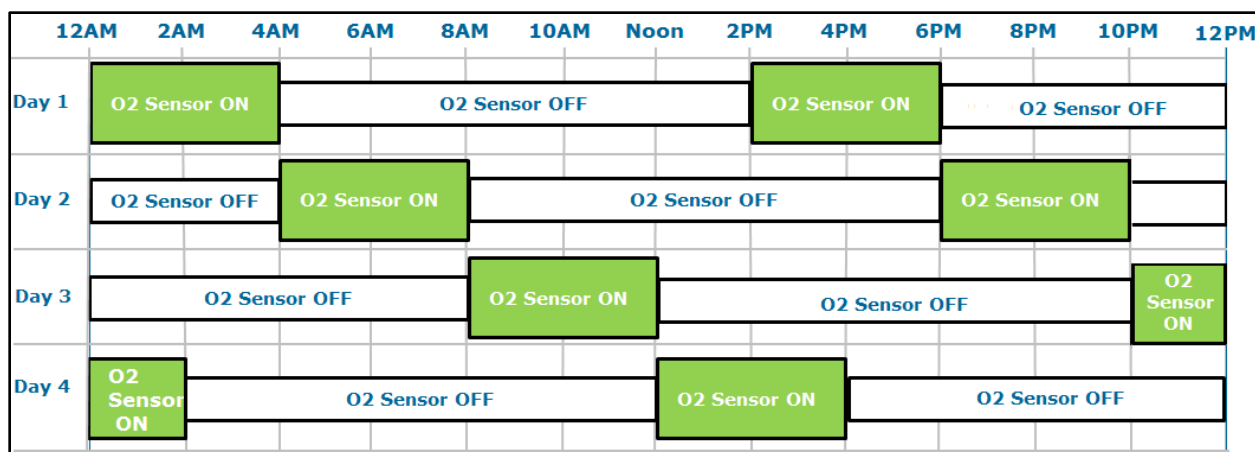 12AM 2AM 4AM 6AM 8AM 10AM Noon 2PM 4PM 6PM 8PM 10PM 12PM
Day 1 O2 Sensor ON O2 Sensor OFF O2 Sensor ON O2 Sensor OFF
Day 2 O2 Sensor OFF O2 Sensor ON O2 Sensor OFF O2 Sensor ON
Day 3 O2 Sensor OFF O2 Sensor ON O2 Sensor OFF O2
Sensor
ON
Day 4 O2
Sensor
ON O2 Sensor OFF O2 Sensor ON O2 Sensor OFF